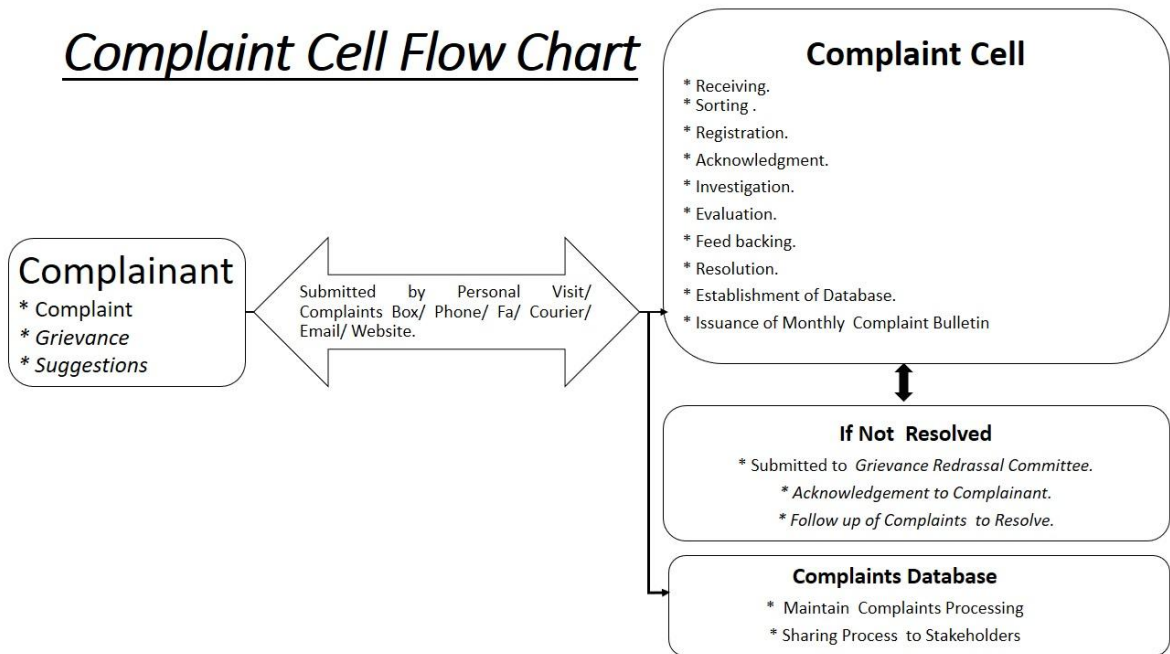 Complaint Cell Flow Chart
Complainant
* Complaint
* Grievance
* Suggestions
Submitted by Personal Visit/
Complaints Box/ Phone/ Fa/ Courier/
Email/ Website.
Complaint Cell
* Receiving.
* Sorting .
* Registration.
* Acknowledgment.
* Investigation.
* Evaluation.
* Feed backing.
* Resolution.
* Establishment of Database.
* Issuance of Monthly Complaint Bulletin
If Not Resolved
* Submitted to Grievance Redrassal Committee.
* Acknowledgement to Complainant.
* Follow up of Complaints to Resolve.
Complaints Database
* Maintain Complaints Processing
* Sharing Process to Stakeholders